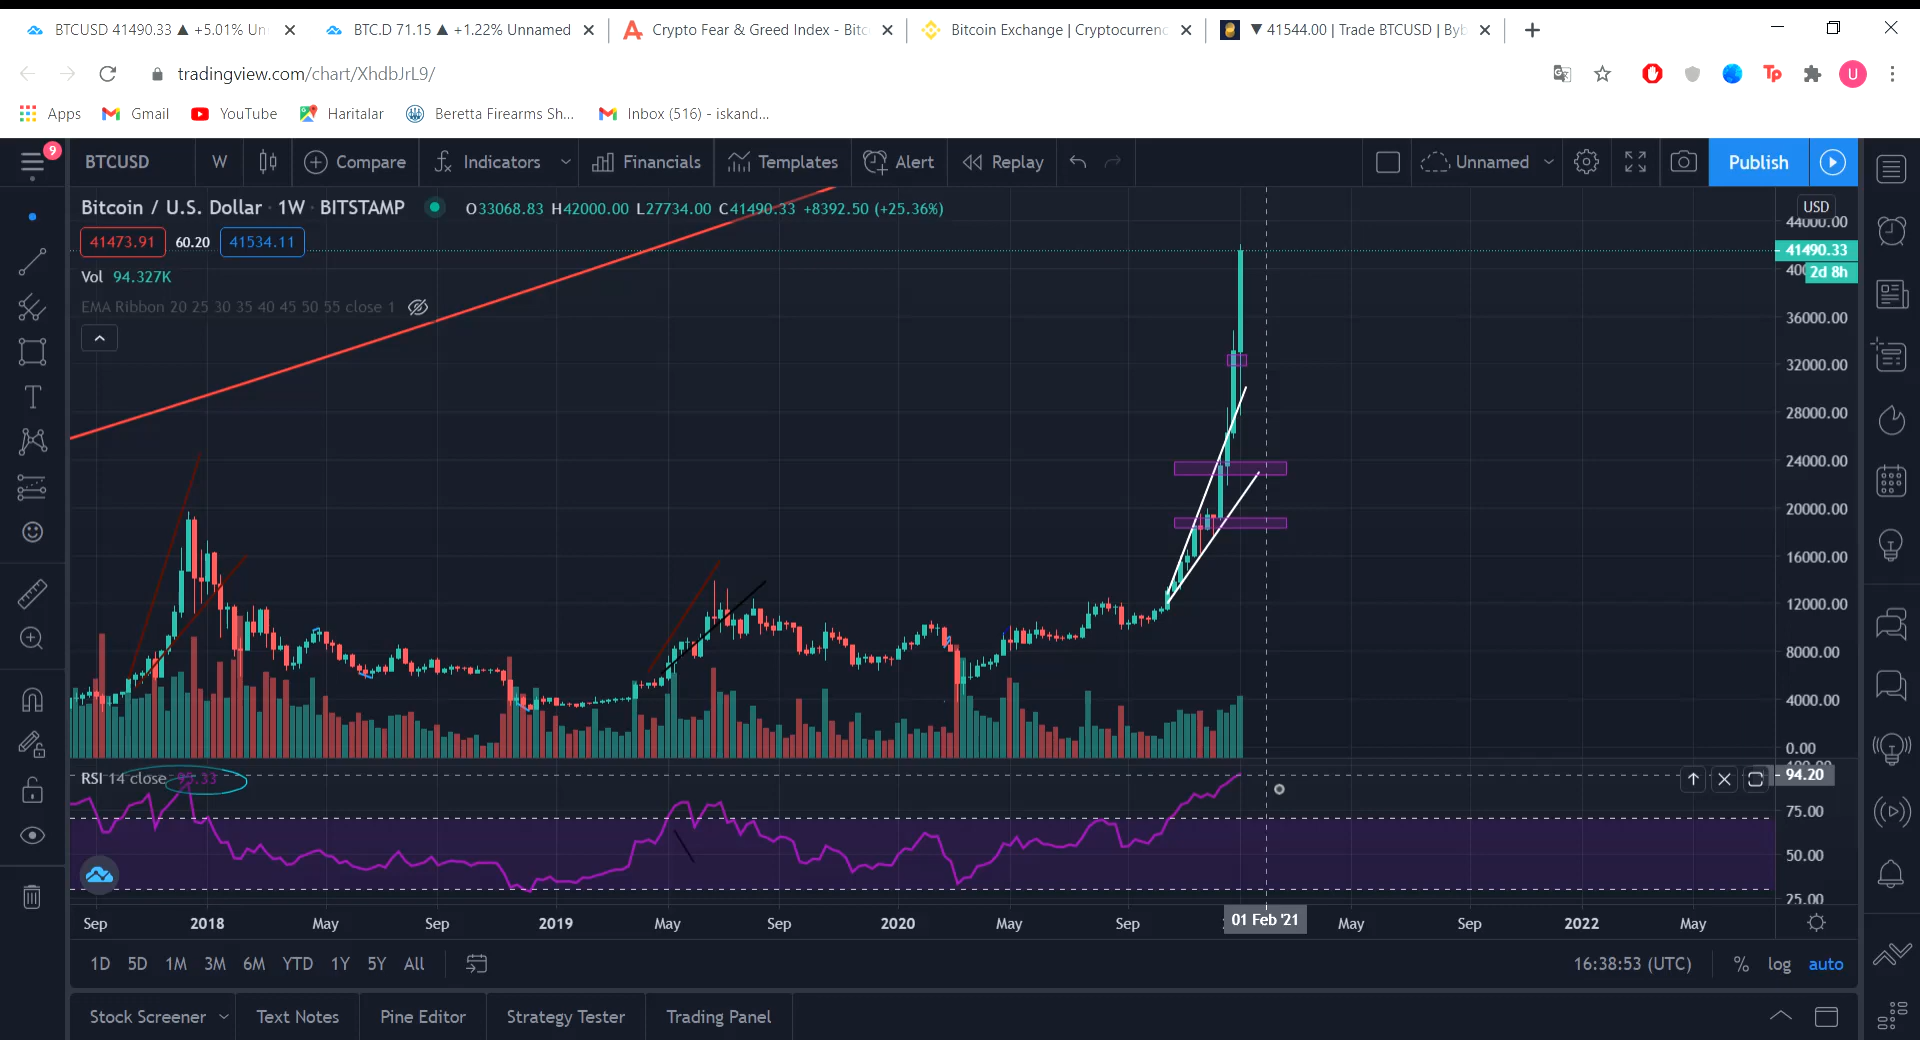 BTCUSD 41490.33 ▲ +5.01% Un
BTC.D 71.15 ▲ +1.22% Unnamed
Crypto Fear & Greed Index - Bitc
Bitcoin Exchange | Cryptocurrenc
▼ 41544.00 | Trade BTCUSD | Byb
tradingview.com/chart/XhdbJrL9/
U
Apps
Gmail
YouTube
Haritalar
Beretta Firearms Sh...
Inbox (516) - iskand...
9
BTCUSD
W
Compare
Indicators
Financials
Templates
Alert
Replay
Unnamed
Publish
Bitcoin / U.S. Dollar · 1W · BITSTAMP
O33068.83 H42000.00 L27734.00 C41490.33 +8392.50 (+25.36%)
41473.91 60.20 41534.11
Vol 94.327K
EMA Ribbon 20 25 30 35 40 45 50 55 close 1
USD
44000.00
41490.33
2d 8h
36000.00
32000.00
28000.00
24000.00
20000.00
16000.00
12000.00
8000.00
4000.00
0.00
RSI 14 close 95.33
94.20
75.00
50.00
25.00
Sep 2018 May Sep 2019 May Sep 2020 May Sep 01 Feb '21 May Sep 2022 May
1D 5D 1M 3M 6M YTD 1Y 5Y All
16:38:53 (UTC) % log auto
Stock Screener Text Notes Pine Editor Strategy Tester Trading Panel